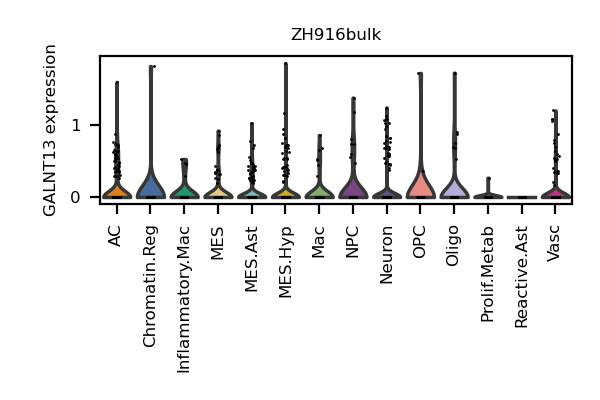 ZH916bulk
GALNT13 expression
1
0
AC
Chromatin.Reg
Inflammatory.Mac
MES
MES.Ast
MES.Hyp
Mac
NPC
Neuron
OPC
Oligo
Prolif.Metab
Reactive.Ast
Vasc